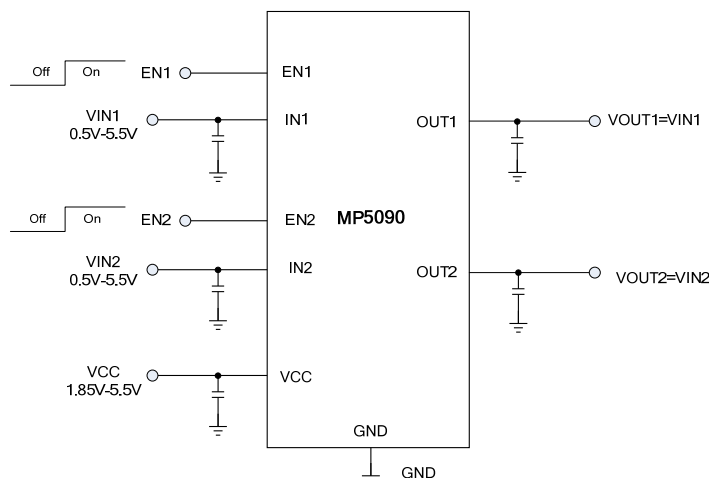 Off On EN1 EN1
VIN1
0.5V-5.5V
IN1
OUT1 VOUT1=VIN1
Off On EN2 EN2
MP5090
VIN2
0.5V-5.5V
IN2
OUT2 VOUT2=VIN2
VCC
1.85V-5.5V
VCC
GND
GND